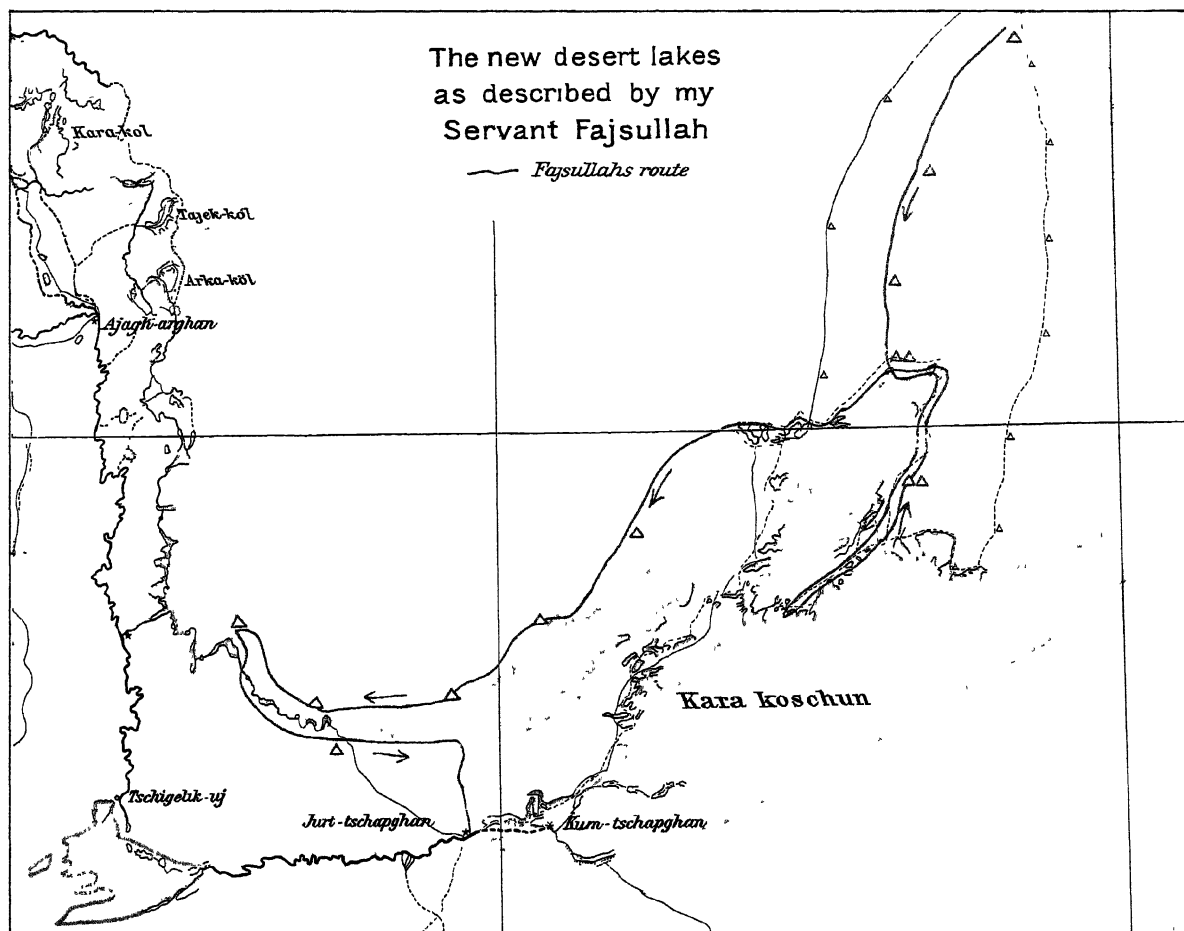 The new desert lakes
as described by my
Servant Fajsullah
Fajsullahs route
Kara-kol
Tajek-köl
Arka-köl
Ajagh-arghan
Kara koschun
Tschigelik-uj
Jurt-tschapghan
Kum-tschapghan